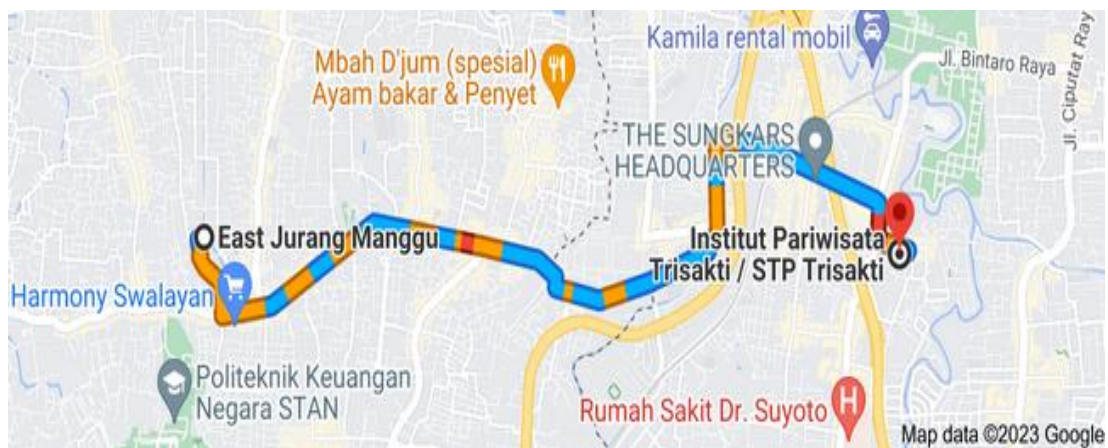 Kamila rental mobil
Jl. Bintaro Raya
Jl. Ciputat Ray
Mbah D'jum (spesial)
Ayam bakar & Penyet
THE SUNGKARS
HEADQUARTERS
East Jurang Manggu
Institut Pariwisata
Trisakti / STP Trisakti
Harmony Swalayan
Politeknik Keuangan
Negara STAN
Rumah Sakit Dr. Suyoto
H
Map data ©2023 Google